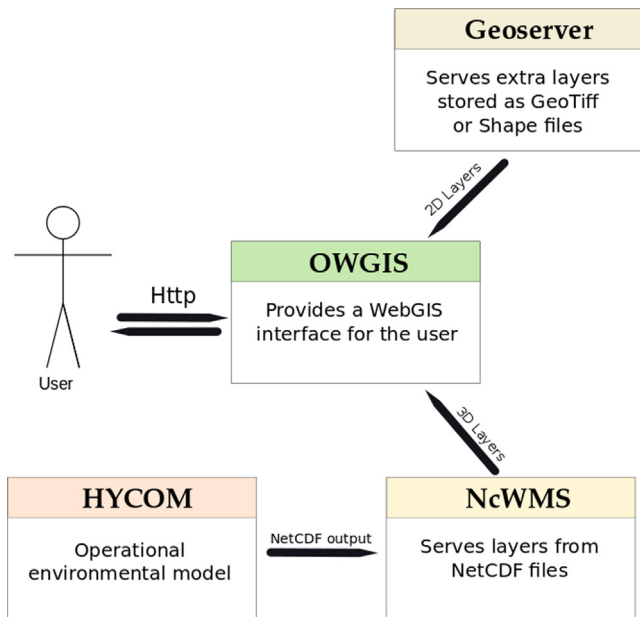 Geoserver
Serves extra layers
stored as GeoTiff
or Shape files
2D Layers
OWGIS
Provides a WebGIS
interface for the user
Http
User
3D Layers
HYCOM
Operational
environmental model
NetCDF output
NcWMS
Serves layers from
NetCDF files